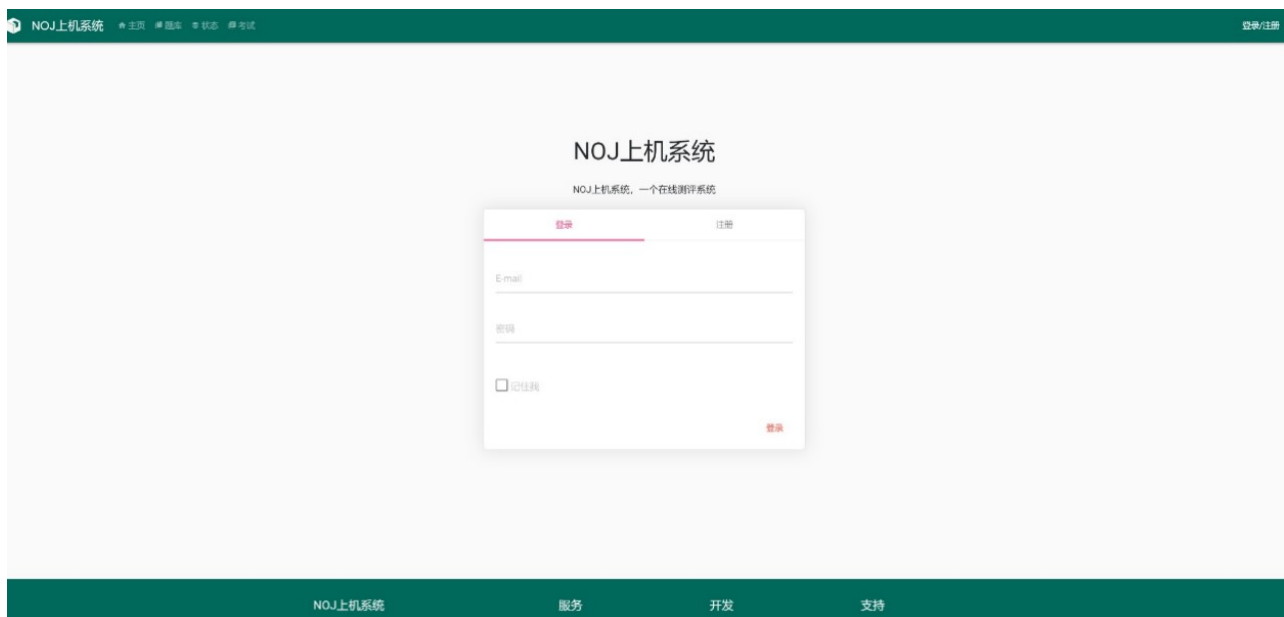 NOJ上机系统 主页 题库 状态 考试 登录/注册
NOJ上机系统
NOJ上机系统，一个在线测评系统
登录 注册
E-mail
密码
记住我
登录
NOJ上机系统 服务 开发 支持